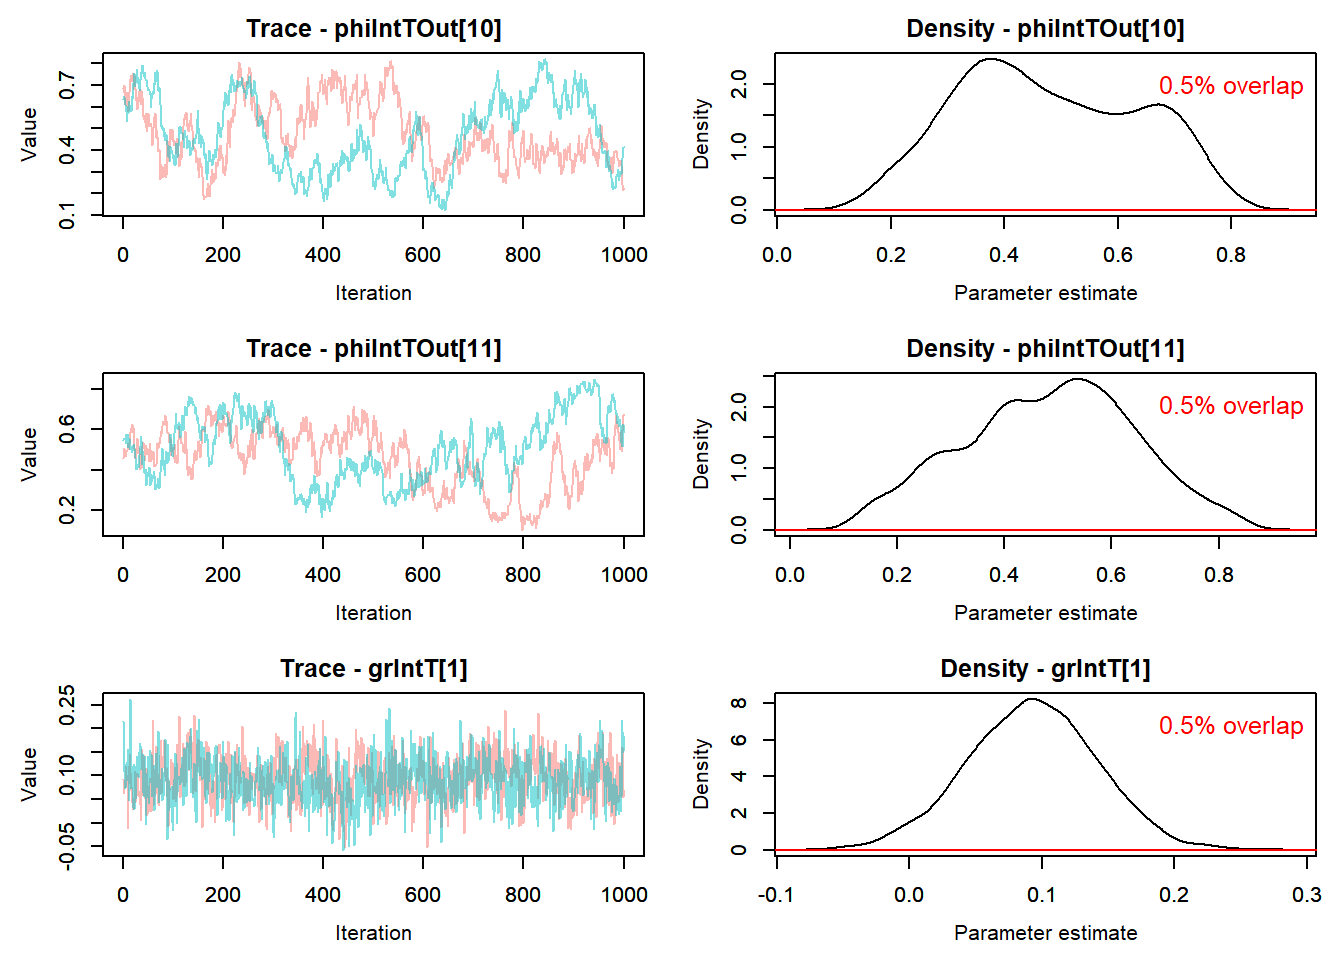 Trace - phiIntTOut[10]
Value
0.1 0.4 0.7
0 200 400 600 800 1000
Iteration
Density - phiIntTOut[10]
0.5% overlap
Density
0.0 1.0 2.0
0.0 0.2 0.4 0.6 0.8
Parameter estimate
Trace - phiIntTOut[11]
Value
0.2 0.6
0 200 400 600 800 1000
Iteration
Density - phiIntTOut[11]
0.5% overlap
Density
0.0 1.0 2.0
0.0 0.2 0.4 0.6 0.8
Parameter estimate
Trace - grIntT[1]
Value
-0.05 0.10 0.25
0 200 400 600 800 1000
Iteration
Density - grIntT[1]
0.5% overlap
Density
0 2 4 6 8
-0.1 0.0 0.1 0.2 0.3
Parameter estimate